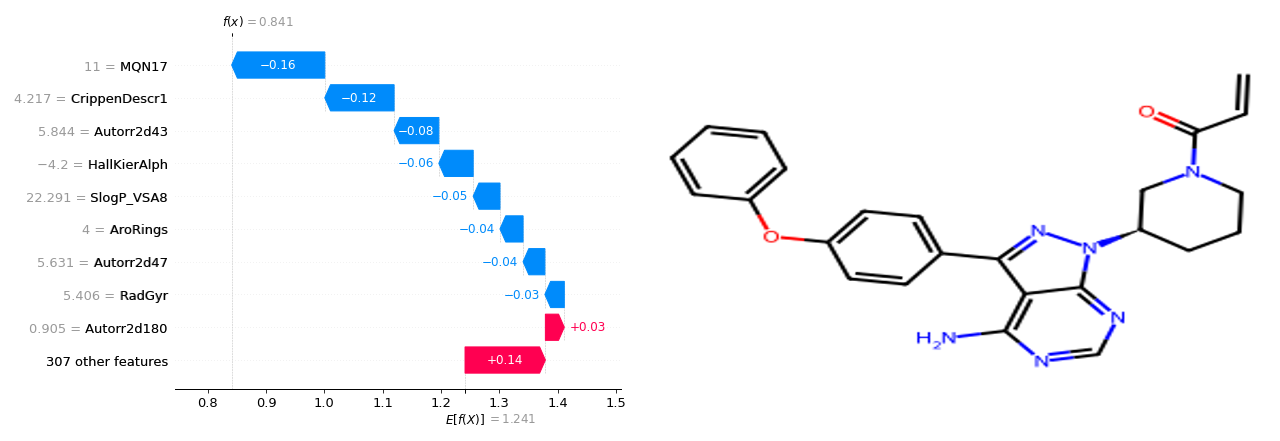 f(x) = 0.841
11 = MQN17
−0.16
4.217 = CrippenDescr1
−0.12
5.844 = Autorr2d43
−0.08
−4.2 = HallKierAlph
−0.06
22.291 = SlogP_VSA8
−0.05
4 = AroRings
−0.04
5.631 = Autorr2d47
−0.04
5.406 = RadGyr
−0.03
0.905 = Autorr2d180
+0.03
307 other features
+0.14
0.8 0.9 1.0 1.1 1.2 1.3 1.4 1.5
E[f(X)] = 1.241
O
N
O
N
N
N
N
H₂N